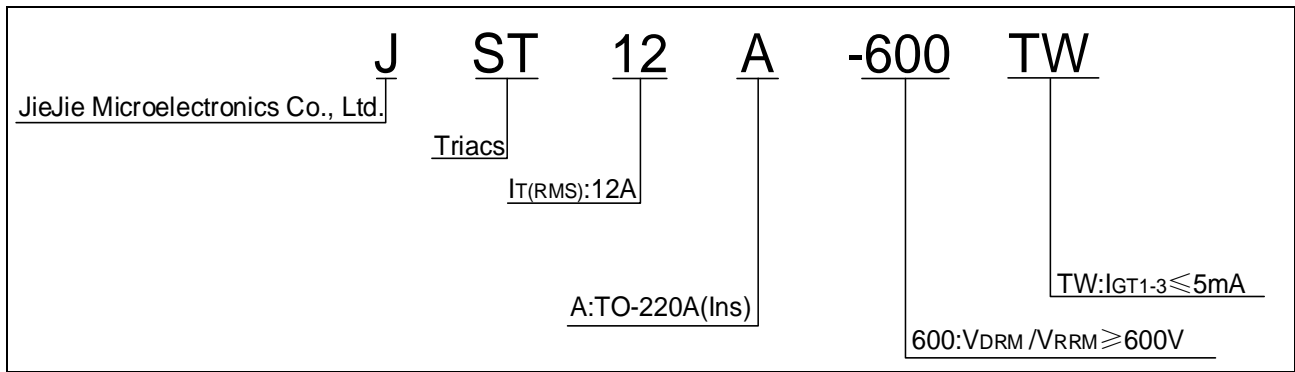 J ST 12 A -600 TW
JieJie Microelectronics Co., Ltd.
Triacs
IT(RMS):12A
TW:IGT1-3≤5mA
A:TO-220A(Ins)
600:VDRM /VRRM≥600V